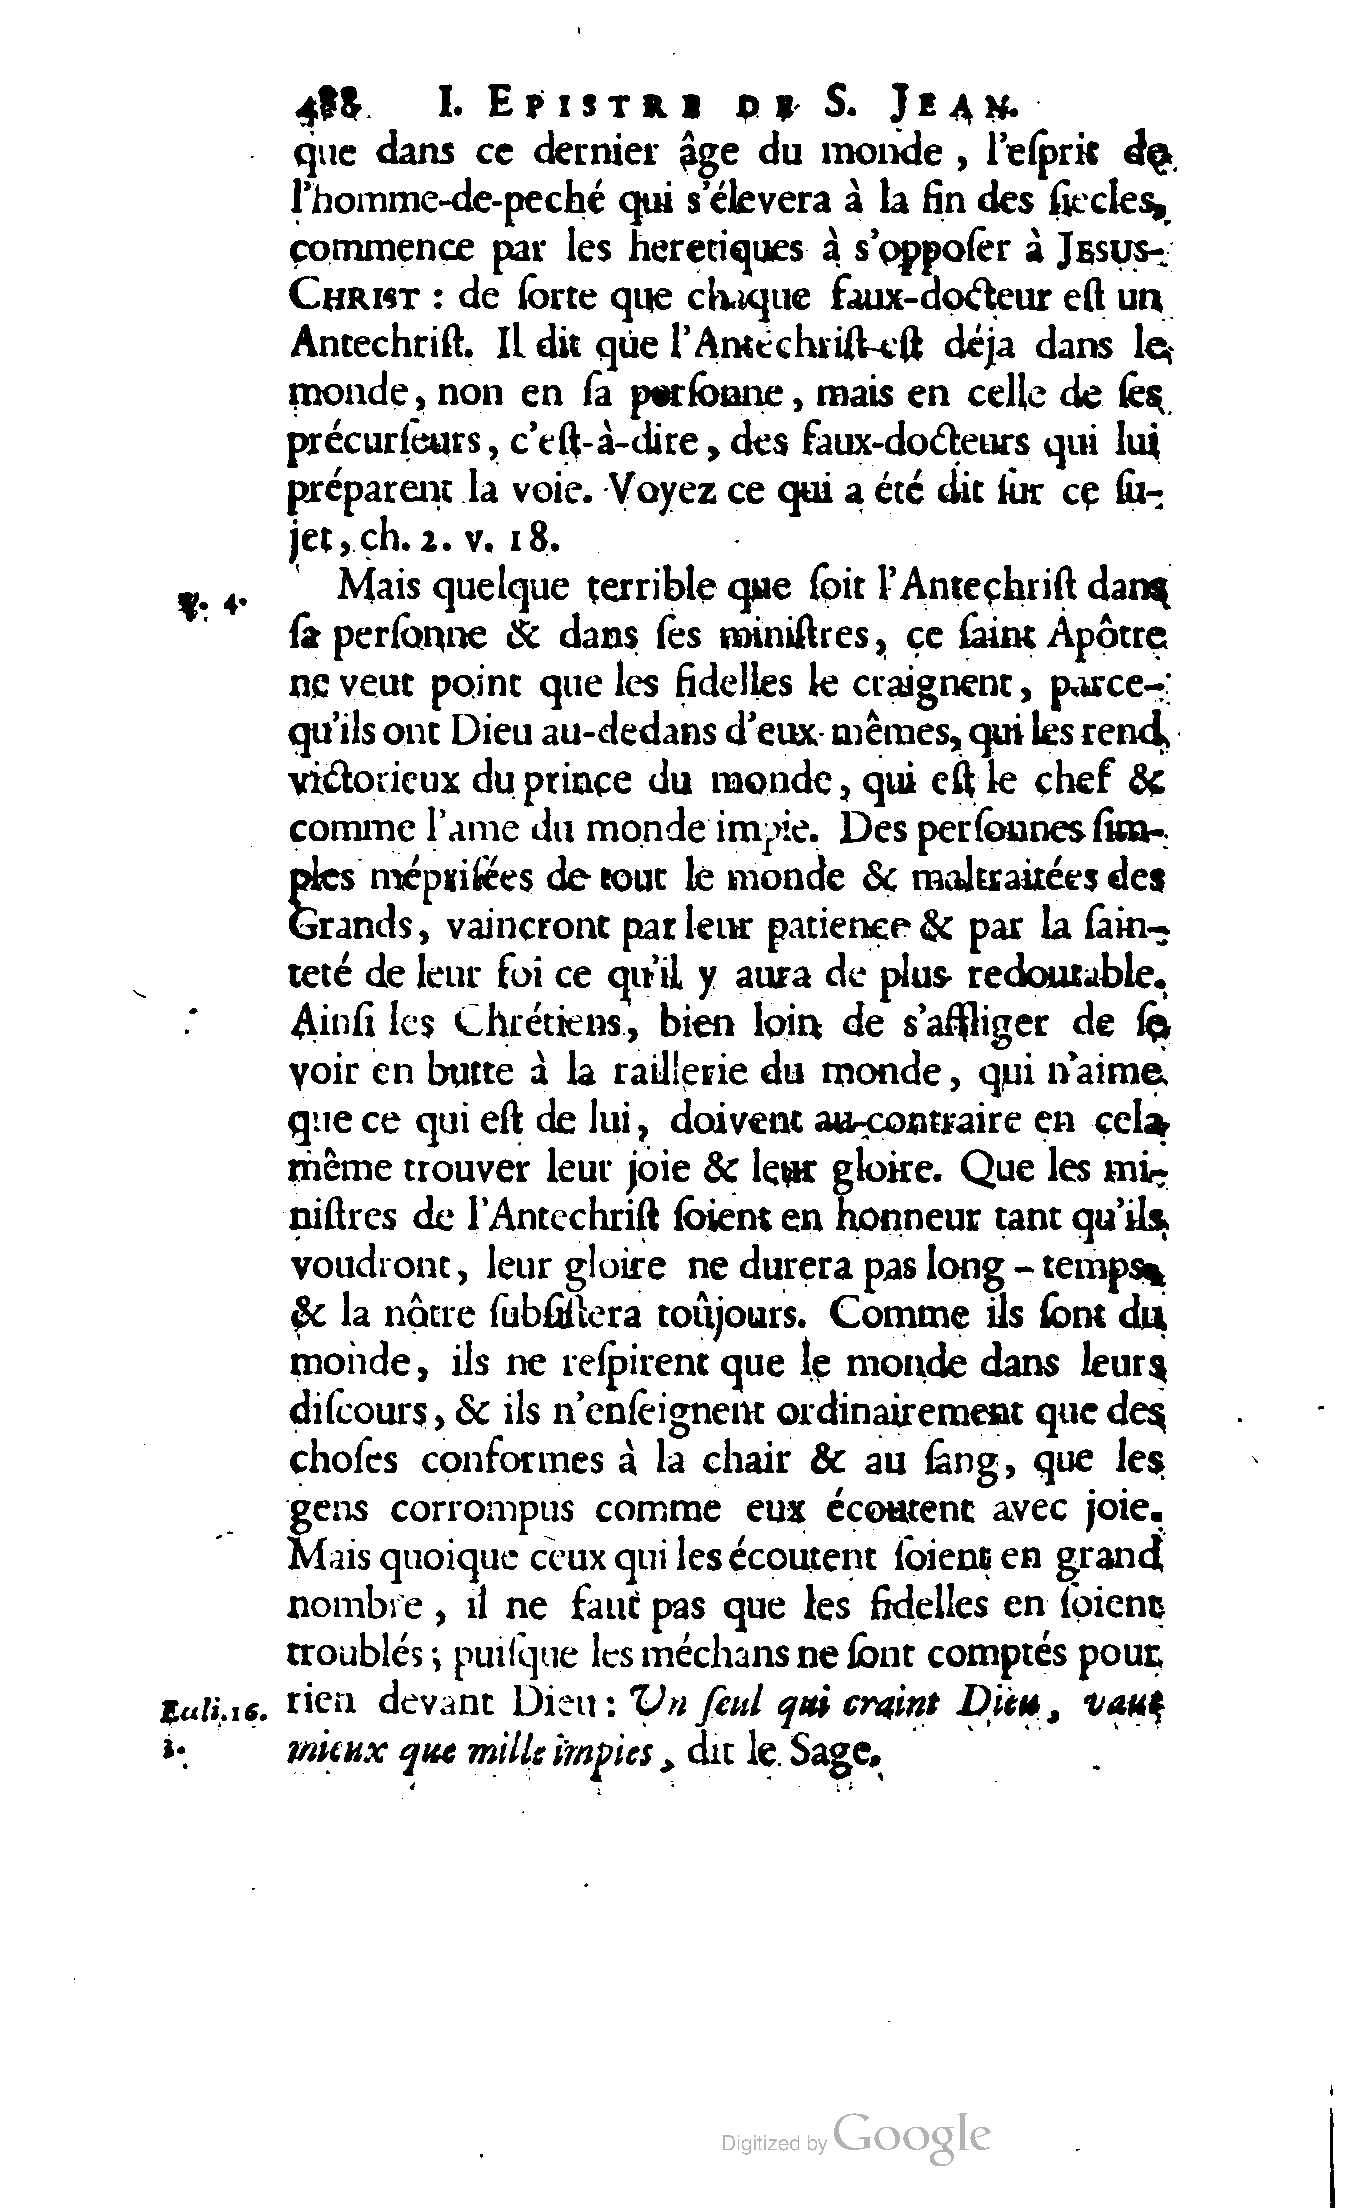 488. I. EPISTRE DE S. JEAN.
que dans ce dernier âge du monde, l'eſprit de
l'homme-de-peché qui s'élevera à la fin des ſiecles,
commence par les heretiques à s'oppoſer à JESUS-
CHRIST : de ſorte que chaque faux-docteur eſt un
Antechriſt. Il dit que l'Antechriſt eſt déja dans le
monde, non en ſa perſonne, mais en celle de ſes
précurſeurs, c'eſt-à-dire, des faux-docteurs qui lui
préparent la voie. Voyez ce qui a été dit ſur ce ſu-
jet, ch. 2. v. 18.
V. 4. Mais quelque terrible que ſoit l'Antechriſt dans
ſa perſonne & dans ſes miniſtres, ce ſaint Apôtre
ne veut point que les fidelles le craignent, parce-
qu'ils ont Dieu au-dedans d'eux-mêmes, qui les rend
victorieux du prince du monde, qui eſt le chef &
comme l'ame du monde impie. Des perſonnes ſim-
ples mépriſées de tout le monde & maltraitées des
Grands, vaincront par leur patience & par la ſain-
teté de leur foi ce qu'il y aura de plus redoutable.
Ainſi les Chrétiens, bien loin de s'affliger de ſe
voir en butte à la raillerie du monde, qui n'aime
que ce qui eſt de lui, doivent au-contraire en cela
même trouver leur joie & leur gloire. Que les mi-
niſtres de l'Antechriſt ſoient en honneur tant qu'ils
voudront, leur gloire ne durera pas long-temps,
& la nôtre ſubſiſtera toûjours. Comme ils ſont du
monde, ils ne reſpirent que le monde dans leurs
diſcours, & ils n'enſeignent ordinairement que des
choſes conformes à la chair & au ſang, que les
gens corrompus comme eux écoutent avec joie.
Mais quoique ceux qui les écoutent ſoient en grand
nombre, il ne faut pas que les fidelles en ſoient
troublés ; puiſque les méchans ne ſont comptés pour
Eccli. 16. rien devant Dieu : Un ſeul qui craint Dieu, vaut
3. mieux que mille impies, dit le Sage.
Digitized by Google